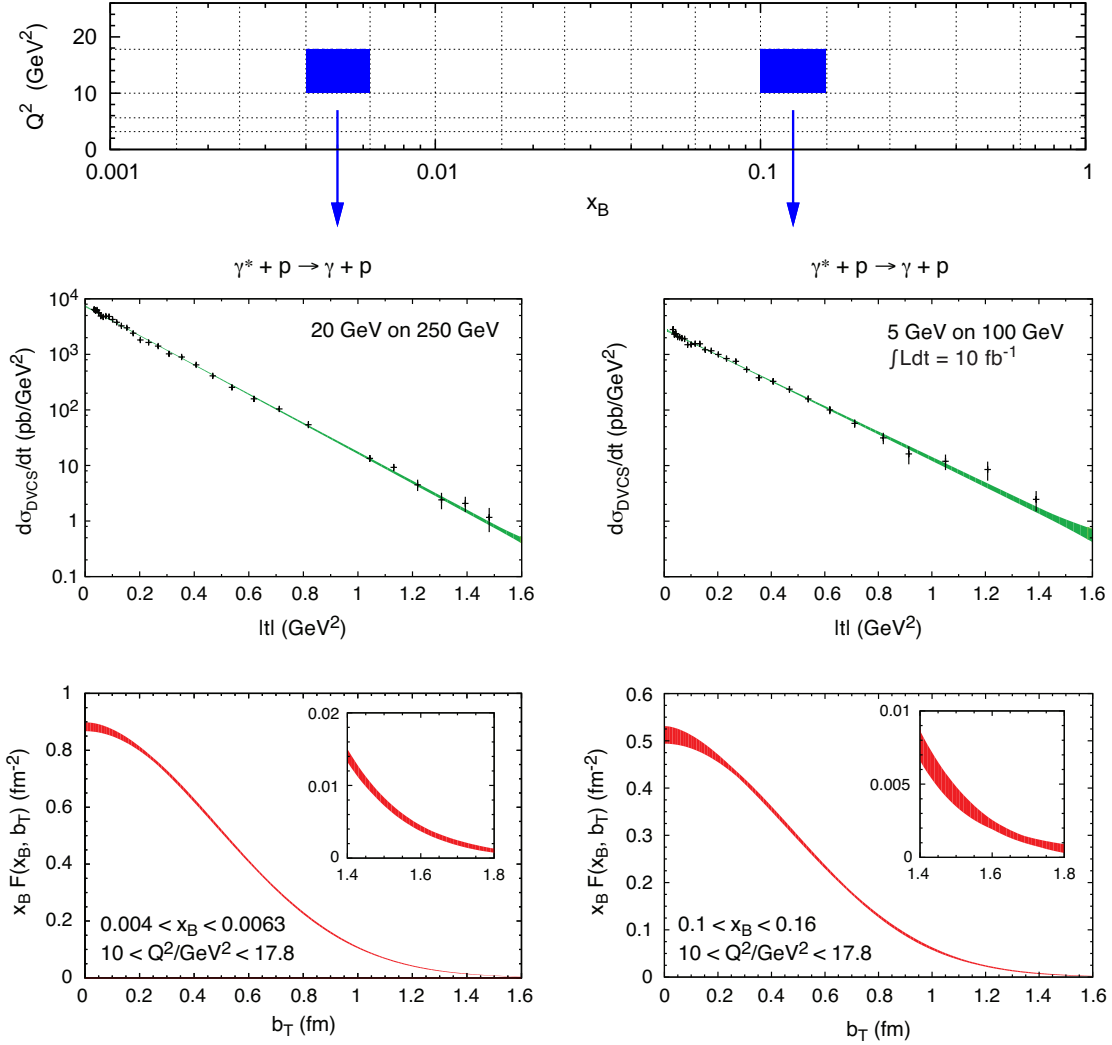 Q² (GeV²)
20
10
0
0.001 0.01 0.1 1
x_B
γ* + p → γ + p
γ* + p → γ + p
dσ_DVCS/dt (pb/GeV²)
10⁴
10³
10²
10
1
0.1
20 GeV on 250 GeV
0 0.2 0.4 0.6 0.8 1.0 1.2 1.4 1.6
|t| (GeV²)
dσ_DVCS/dt (pb/GeV²)
10⁴
10³
10²
10
1
0.1
5 GeV on 100 GeV
∫Ldt = 10 fb⁻¹
0 0.2 0.4 0.6 0.8 1.0 1.2 1.4 1.6
|t| (GeV²)
x_B F(x_B, b_T) (fm⁻²)
1
0.8
0.6
0.4
0.2
0
0.02
0.01
0
1.4 1.6 1.8
0.004 < x_B < 0.0063
10 < Q²/GeV² < 17.8
0 0.2 0.4 0.6 0.8 1 1.2 1.4 1.6
b_T (fm)
x_B F(x_B, b_T) (fm⁻²)
0.6
0.5
0.4
0.3
0.2
0.1
0
0.01
0.005
0
1.4 1.6 1.8
0.1 < x_B < 0.16
10 < Q²/GeV² < 17.8
0 0.2 0.4 0.6 0.8 1 1.2 1.4 1.6
b_T (fm)